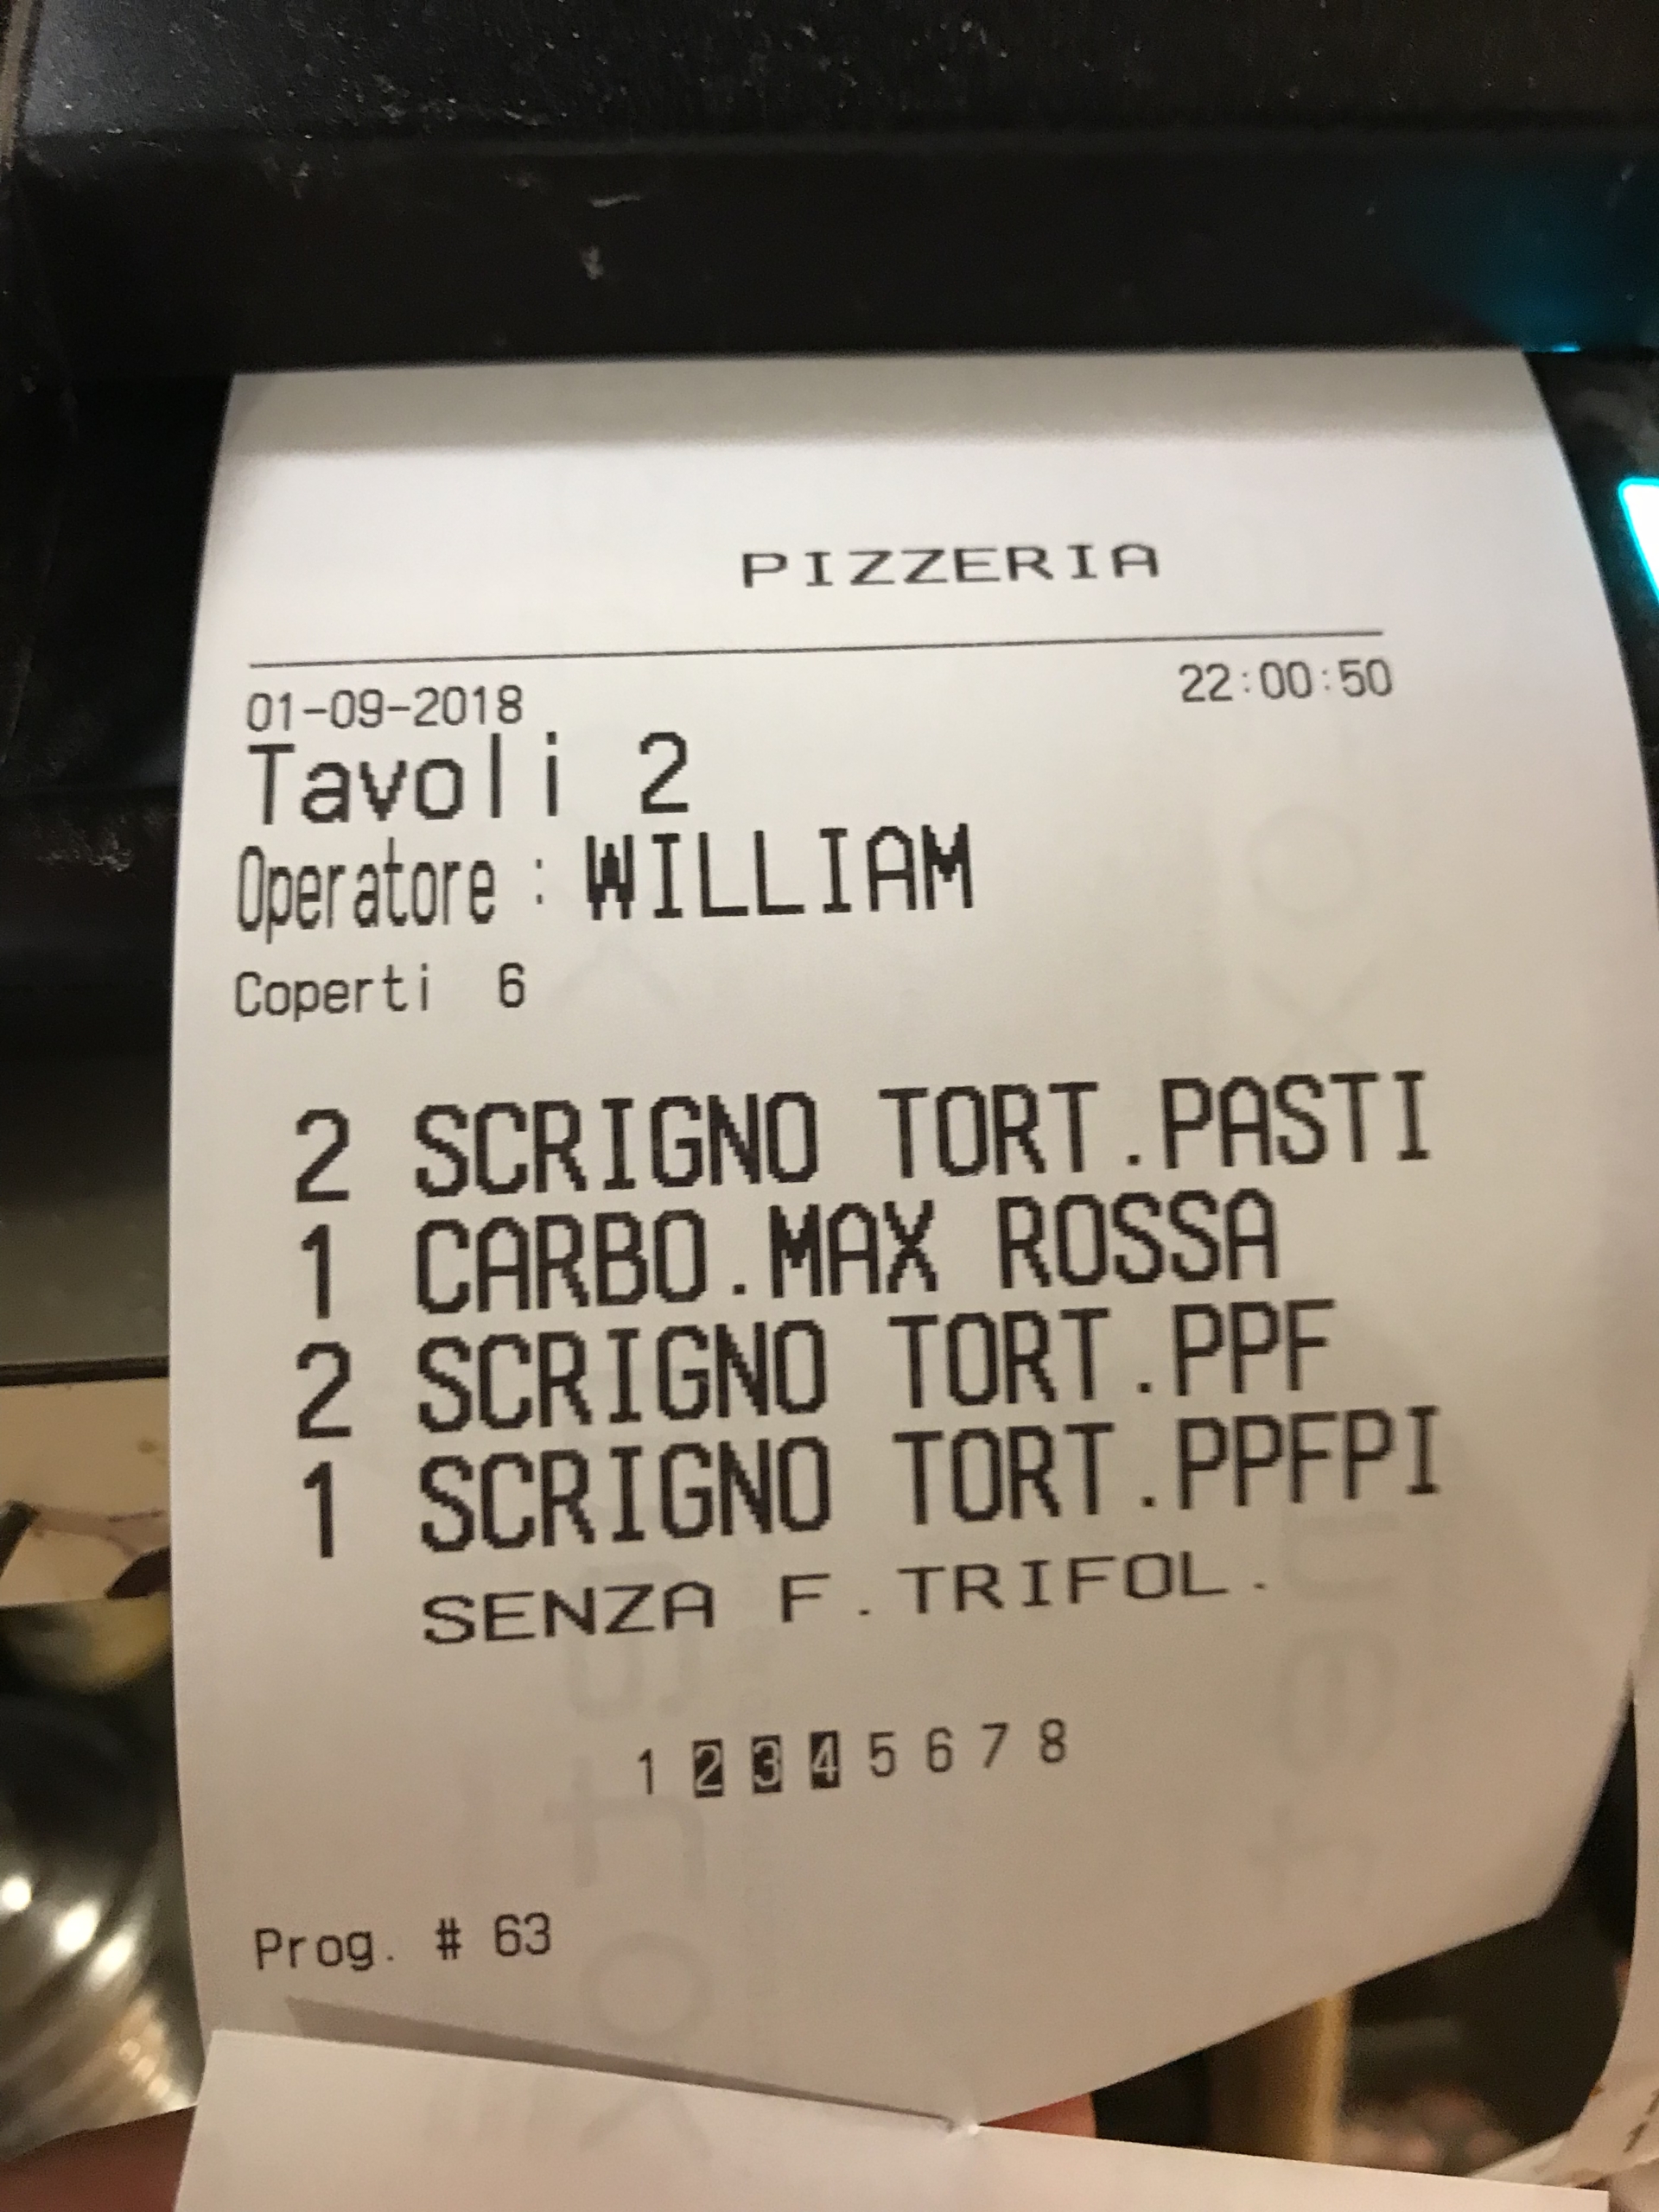 PIZZERIA
01-09-2018 22:00:50
Tavoli 2
Operatore : WILLIAM
Coperti 6
2 SCRIGNO TORT.PASTI
1 CARBO.MAX ROSSA
2 SCRIGNO TORT.PPF
1 SCRIGNO TORT.PPFPI
SENZA F.TRIFOL.
1 2 3 4 5 6 7 8
Prog. # 63